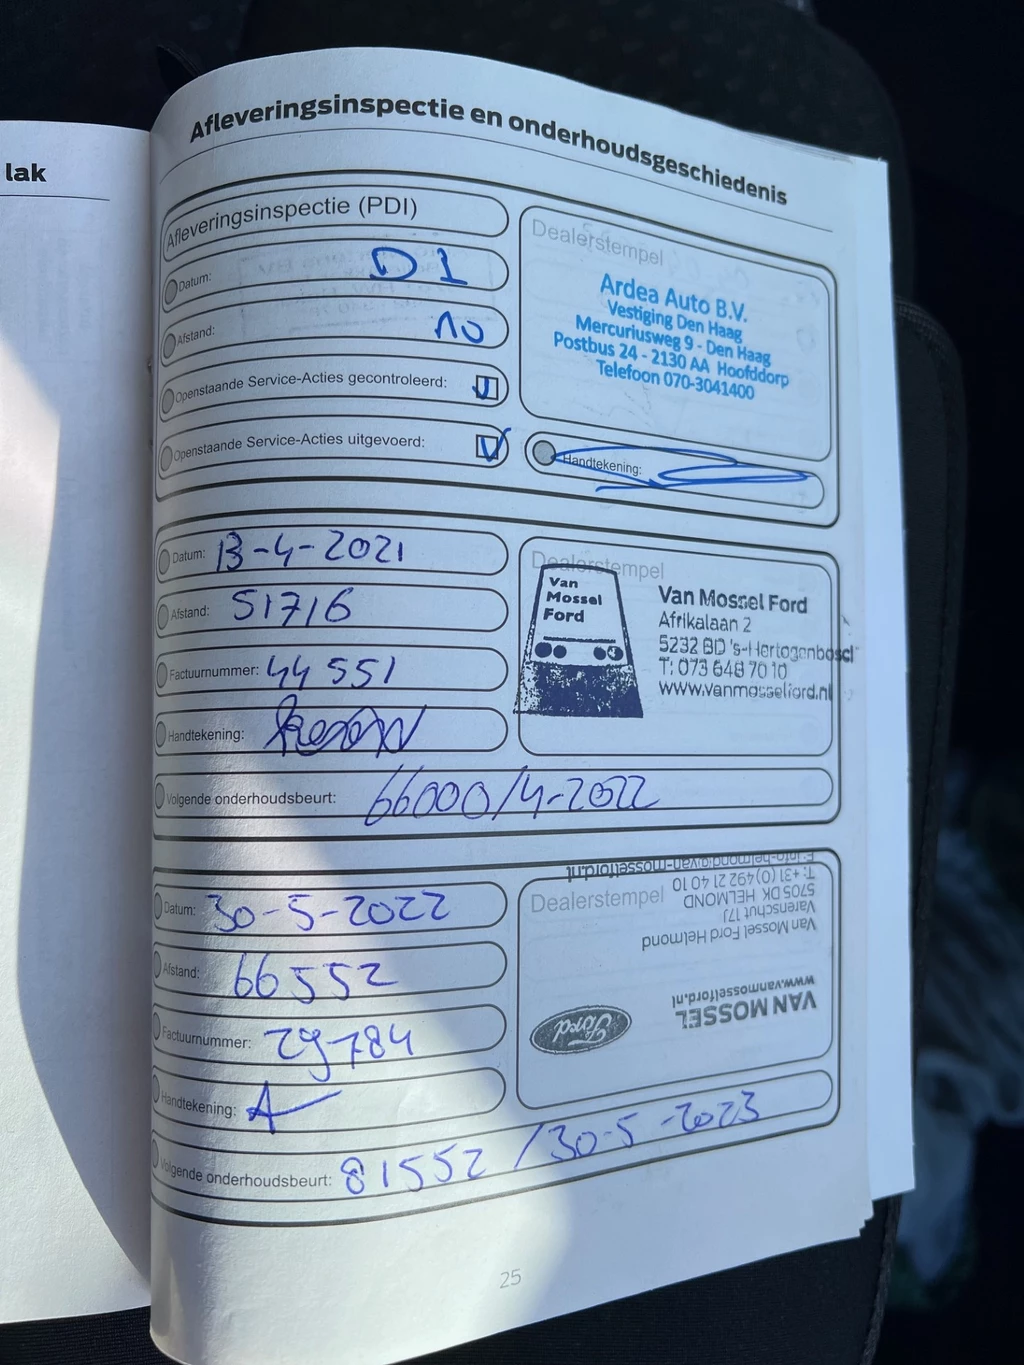 lak
Afleveringsinspectie en onderhoudsgeschiedenis
Afleveringsinspectie (PDI)
Datum: D 1
Afstand: 10
Openstaande Service-Acties gecontroleerd:
Openstaande Service-Acties uitgevoerd:
Dealerstempel
Ardea Auto B.V.
Vestiging Den Haag
Mercuriusweg 9 - Den Haag
Postbus 24 - 2130 AA Hoofddorp
Telefoon 070-3041400
Handtekening:
Datum: 13-4-2021
Afstand: 51716
Factuurnummer: 44551
Handtekening:
Volgende onderhoudsbeurt: 66000/4-2022
Dealerstempel
Van
Mossel
Ford
Van Mossel Ford
Afrikalaan 2
5232 BD 's-Hertogenbosch
T: 073 648 70 10
www.vanmosselford.nl
Datum: 30-5-2022
Afstand: 66552
Factuurnummer: 29784
Handtekening:
Volgende onderhoudsbeurt: 81552 / 30-5-2023
Dealerstempel
VAN MOSSEL
www.vanmosselford.nl
Ford
Van Mossel Ford Helmond
Varenschut 17J
5705 DK HELMOND
T: +31 (0)492 21 40 10
E: info-helmond@van-mosselford.nl
25